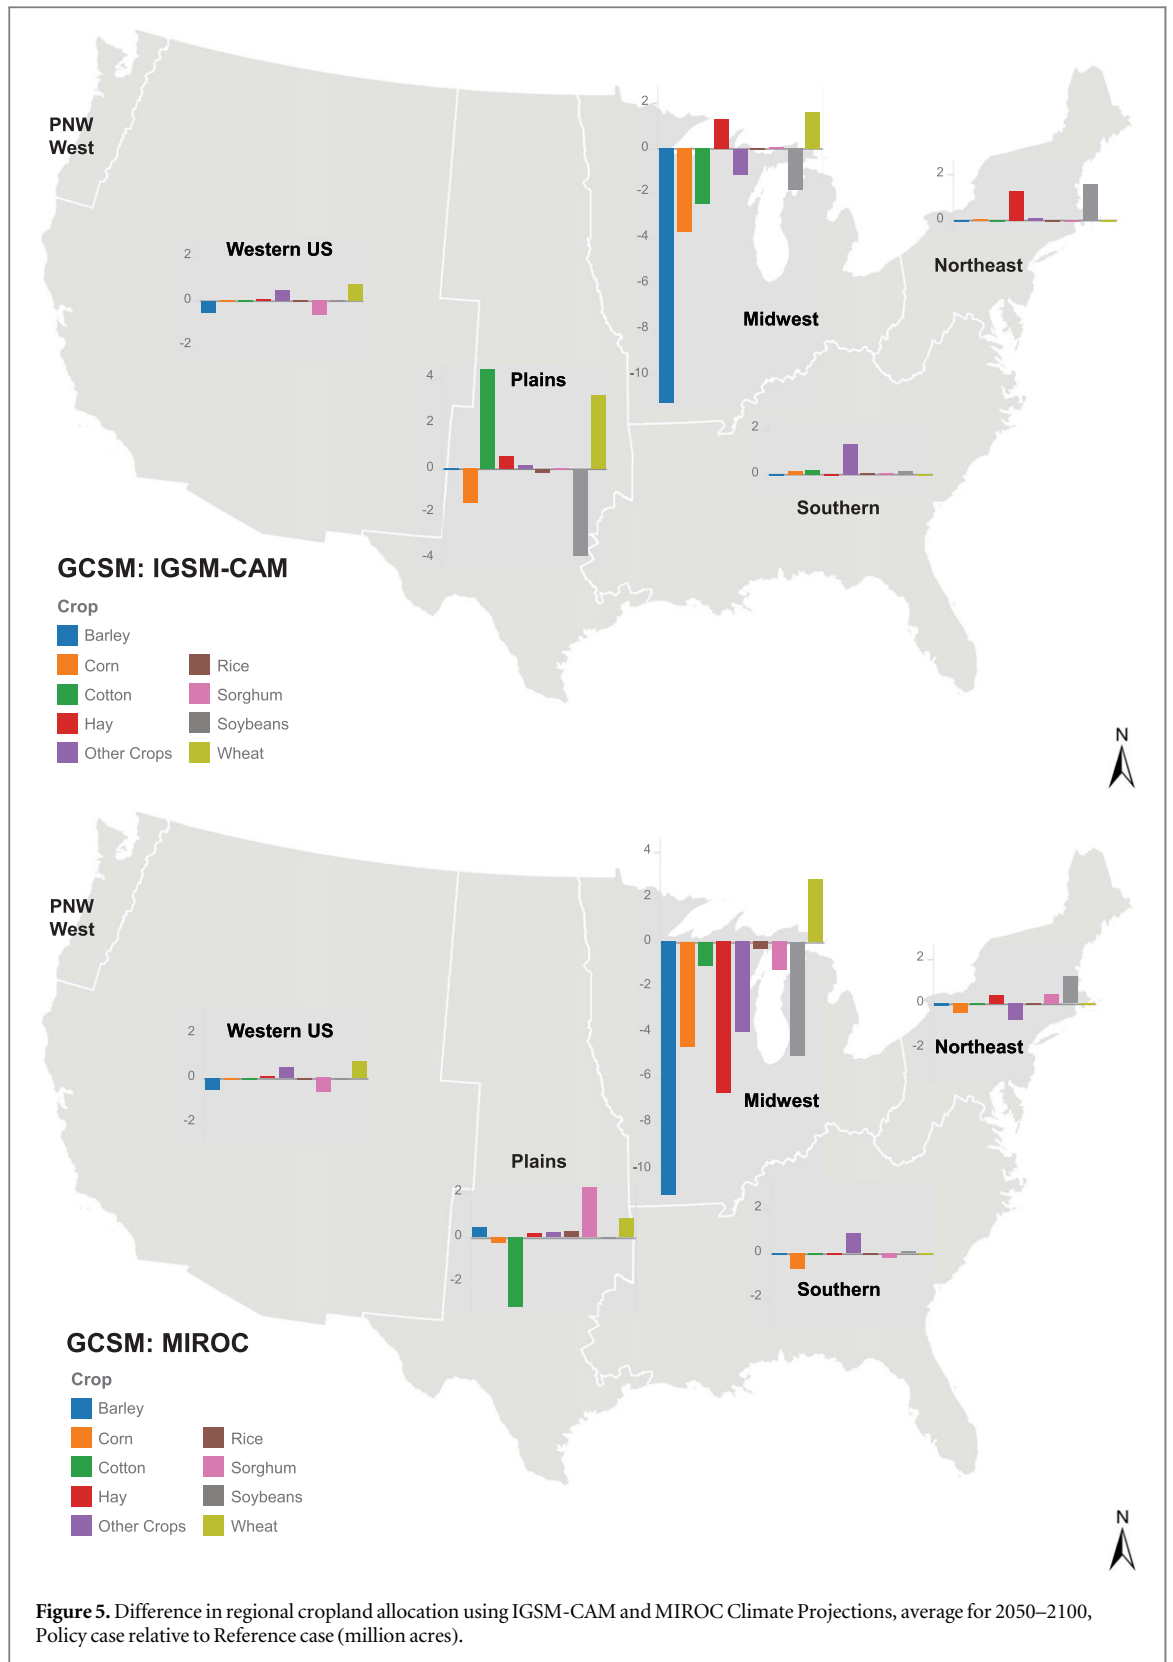 PNW
West
2
0
-2
-4
-6
-8
-10
Midwest
2
0
Northeast
Western US
2
0
-2
Plains
4
2
0
-2
-4
2
0
Southern
GCSM: IGSM-CAM
Crop
Barley
Corn
Rice
Cotton
Sorghum
Hay
Soybeans
Other Crops
Wheat
N
PNW
West
4
2
0
-2
-4
-6
-8
-10
Midwest
2
0
-2
Northeast
Western US
2
0
-2
Plains
2
0
-2
2
0
-2
Southern
GCSM: MIROC
Crop
Barley
Corn
Rice
Cotton
Sorghum
Hay
Soybeans
Other Crops
Wheat
N
Figure 5. Difference in regional cropland allocation using IGSM-CAM and MIROC Climate Projections, average for 2050–2100,
Policy case relative to Reference case (million acres).